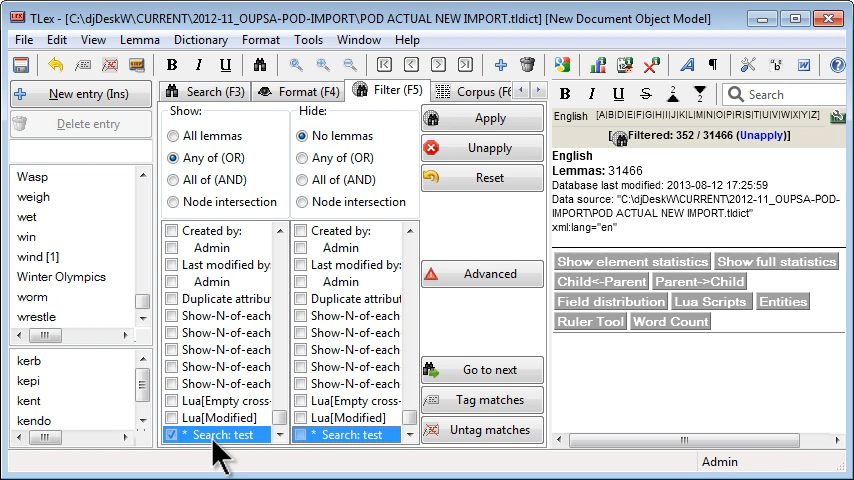 TLex - [C:\djDeskW\CURRENT\2012-11_OUPSA-POD-IMPORT\POD ACTUAL NEW IMPORT.tldict] [New Document Object Model]
File Edit View Lemma Dictionary Format Tools Window Help
B I U
New entry (Ins)
Delete entry
Wasp
weigh
wet
win
wind [1]
Winter Olympics
worm
wrestle
kerb
kepi
kent
kendo
Search (F3) Format (F4) Filter (F5) Corpus (F6
Show:
All lemmas
Any of (OR)
All of (AND)
Node intersection
Hide:
No lemmas
Any of (OR)
All of (AND)
Node intersection
Created by:
Admin
Last modified by:
Admin
Duplicate attribut
Show-N-of-each
Show-N-of-each
Show-N-of-each
Show-N-of-each
Show-N-of-each
Lua[Empty cross-
Lua[Modified]
* Search: test
Created by:
Admin
Last modified by:
Admin
Duplicate attribut
Show-N-of-each
Show-N-of-each
Show-N-of-each
Show-N-of-each
Show-N-of-each
Lua[Empty cross-
Lua[Modified]
* Search: test
Apply
Unapply
Reset
Advanced
Go to next
Tag matches
Untag matches
B I U S 2 2 Search
English [A|B|D|E|F|G|H|I|J|K|L|M|N|O|P|R|S|T|U|V|W|X|Y|Z]
[Filtered: 352 / 31466 (Unapply)]
English
Lemmas: 31466
Database last modified: 2013-08-12 17:25:59
Data source: "C:\djDeskW\CURRENT\2012-11_OUPSA-POD-
IMPORT\POD ACTUAL NEW IMPORT.tldict"
xml:lang="en"
Show element statistics Show full statistics
Child<-Parent Parent->Child
Field distribution Lua Scripts Entities
Ruler Tool Word Count
Admin